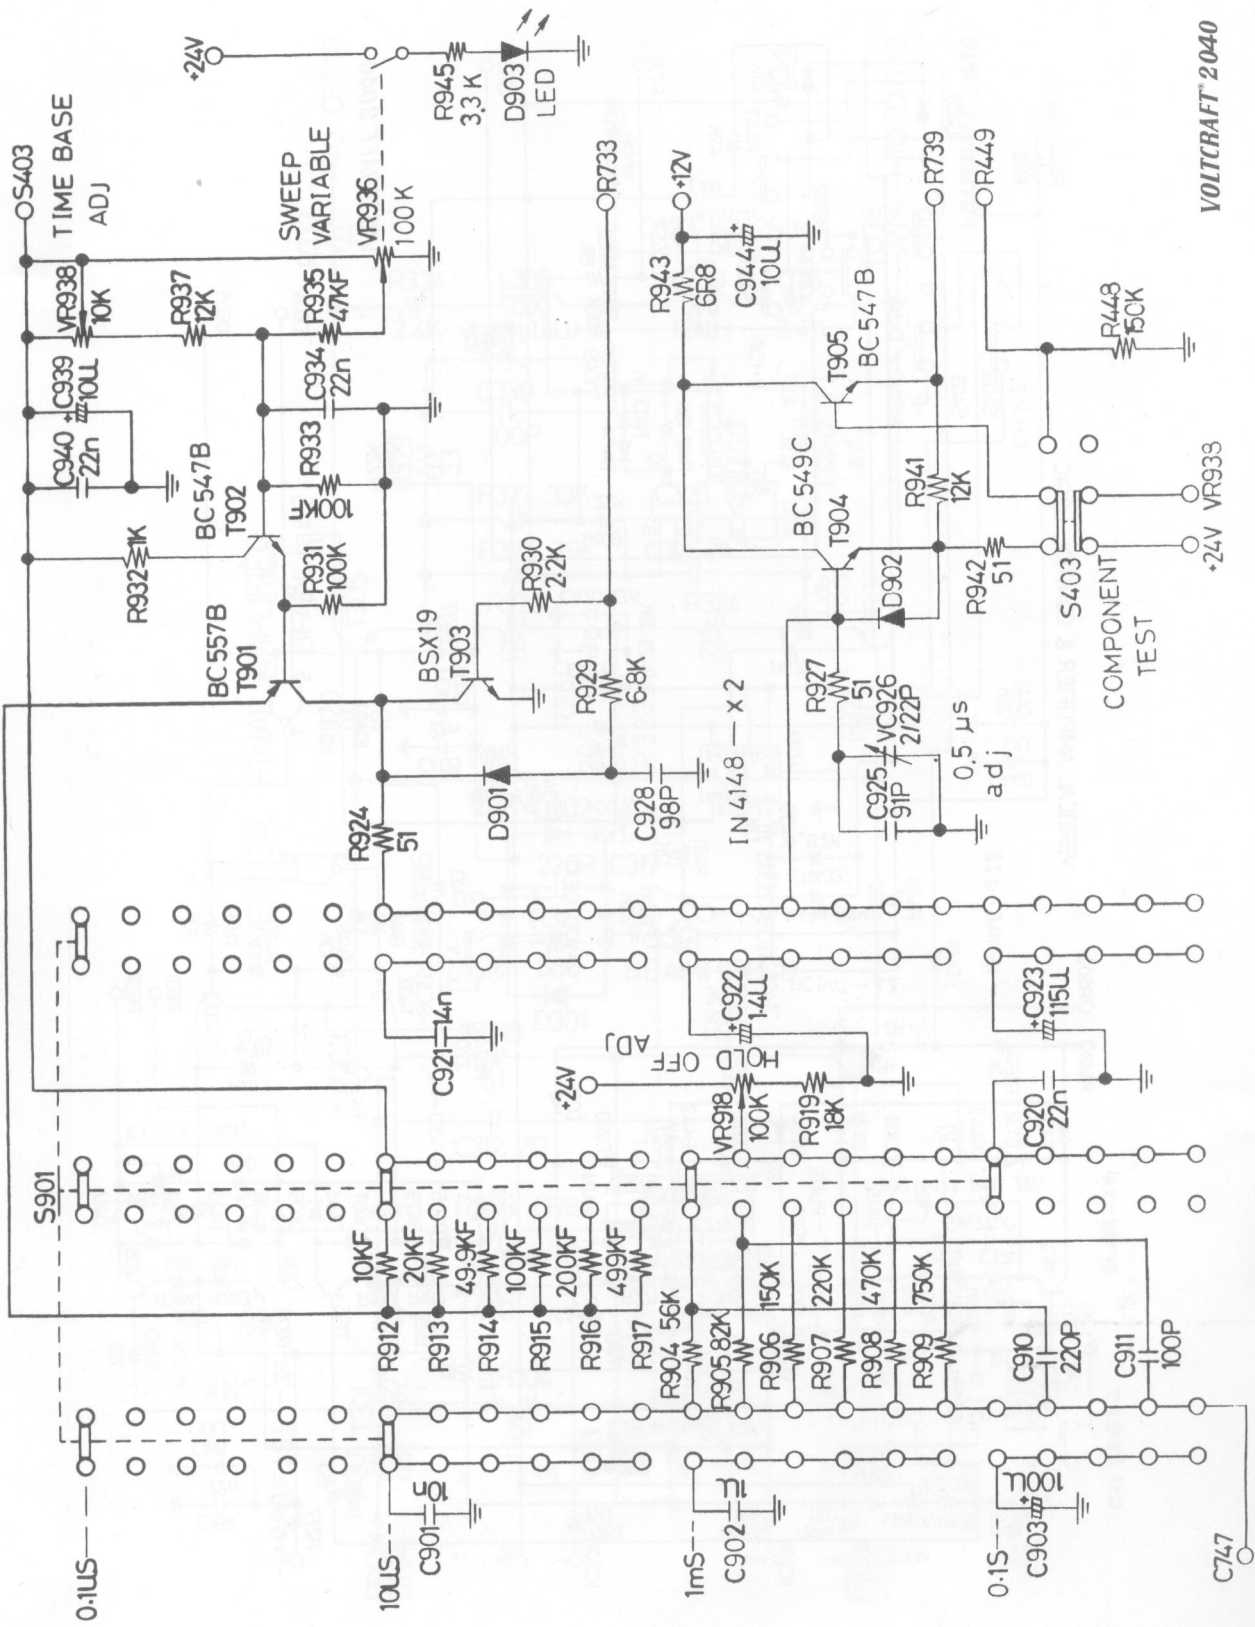 +24V
R945
3.3 K
D903
LED
S403
TIME BASE
ADJ
SWEEP
VARIABLE
VR936
100K
R733
+12V
R739
R449
VOLTCRAFT 2040
VR938
10K
R937
12K
R935
47KF
R943
6R8
C944
+
10U
R448
150K
C939
+
10U
C940
22n
C934
22n
BC547B
T902
R933
100KF
T905
BC547B
R932
1K
R931
100K
R930
2.2K
BC549C
T904
R941
12K
BC557B
T901
BSX19
T903
D902
R942
51
S403
COMPONENT
TEST
+24V
VR938
R929
6.8K
R927
51
VC926
2/22P
R924
51
D901
C928
98P
IN4148 — x 2
C925
91P
0,5 µs
adj
C921
14n
+24V
HOLD OFF
ADJ
+
C922
1.4U
+
C923
115U
VR918
100K
R919
18K
C920
22n
S901
10KF
20KF
49.9KF
100KF
200KF
499KF
56K
82K
150K
220K
470K
750K
R912
R913
R914
R915
R916
R917
R904
R905
R906
R907
R908
R909
C910
220P
C911
100P
0.1US
10US
C901
10n
1mS
C902
1U
0.1S
C903
+
100U
C747